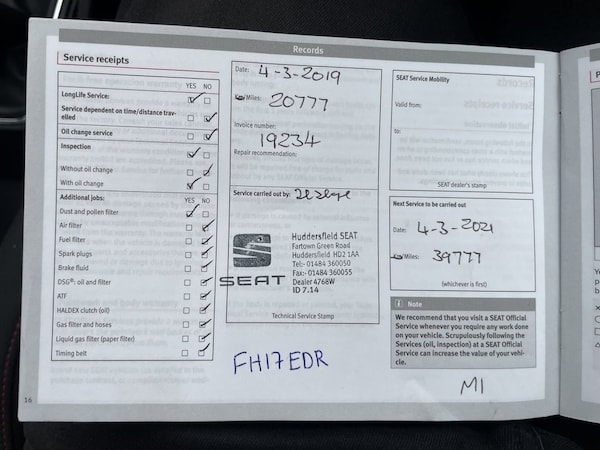 Records
Service receipts
YES NO
LongLife Service:
Service dependent on time/distance trav-
elled
Oil change service
Inspection
Without oil change
With oil change
Additional jobs: YES NO
Dust and pollen filter
Air filter
Fuel filter
Spark plugs
Brake fluid
DSG®: oil and filter
ATF
HALDEX clutch (oil)
Gas filter and hoses
Liquid gas filter (paper filter)
Timing belt
16
Date: 4-3-2019
km/Miles: 20777
Invoice number:
19234
Repair recommendation:
Service carried out by:
SEAT
Huddersfield SEAT
Fartown Green Road
Huddersfield HD2 1AA
Tel:- 01484 360050
Fax:- 01484 360055
Dealer 4768W
ID 7.14
Technical Service Stamp
FH17EDR
SEAT Service Mobility
Valid from:
to:
SEAT dealer's stamp
Next Service to be carried out
Date: 4-3-2021
km/Miles: 39777
(whichever is first)
i Note
We recommend that you visit a SEAT Official
Service whenever you require any work done
on your vehicle. Scrupulously following the
Services (oil, inspection) at a SEAT Official
Service can increase the value of your vehi-
cle.
M1